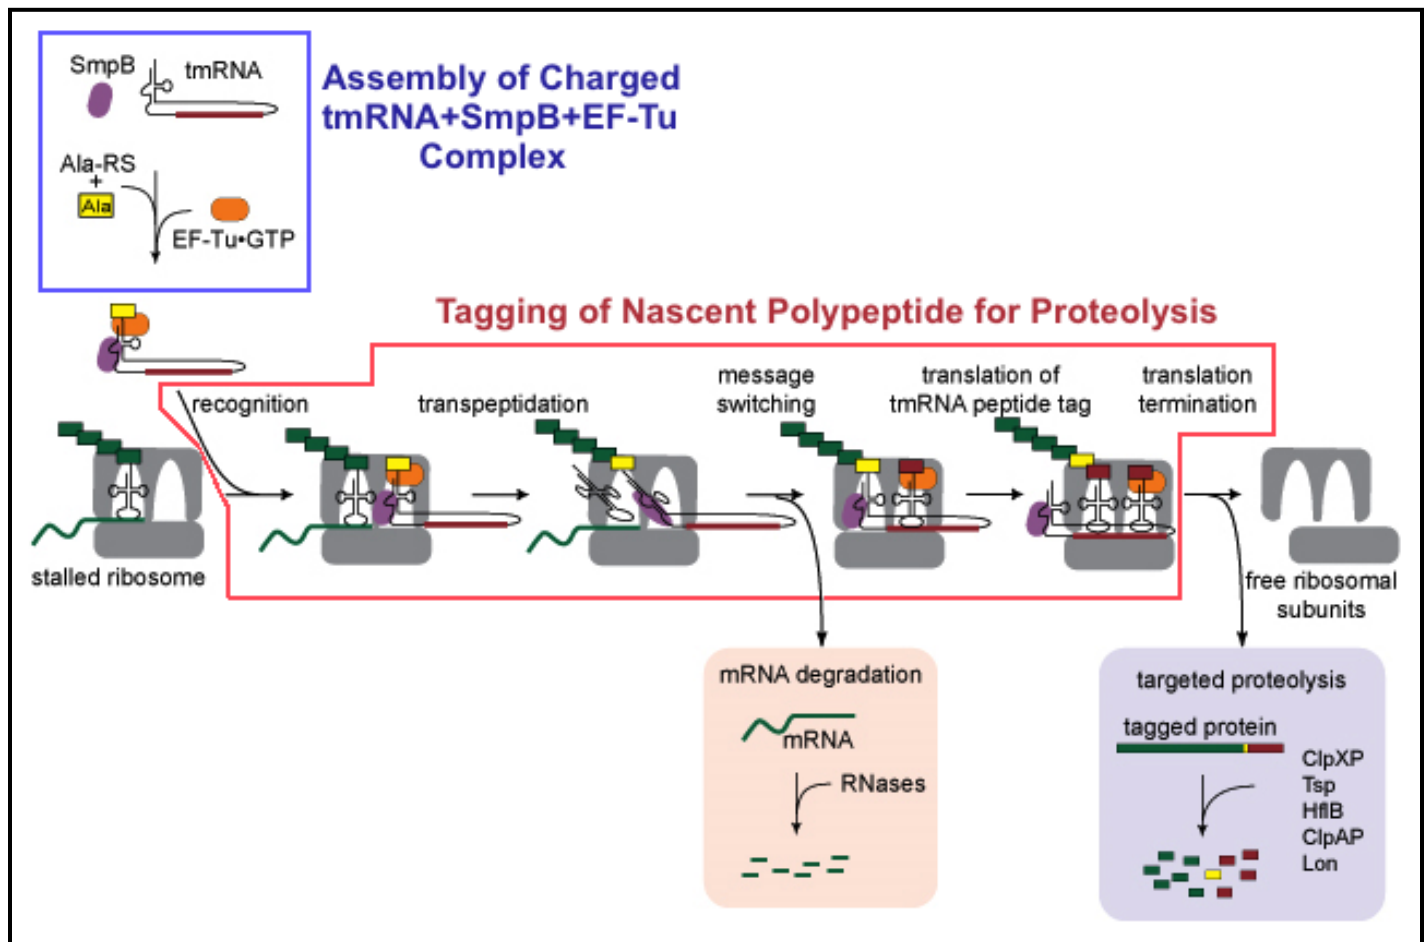 SmpB
tmRNA
Assembly of Charged
tmRNA+SmpB+EF-Tu
Complex
Ala-RS
+
Ala
EF-Tu•GTP
Tagging of Nascent Polypeptide for Proteolysis
recognition
transpeptidation
message
switching
translation of
tmRNA peptide tag
translation
termination
stalled ribosome
free ribosomal
subunits
mRNA degradation
mRNA
RNases
targeted proteolysis
tagged protein
ClpXP
Tsp
HflB
ClpAP
Lon